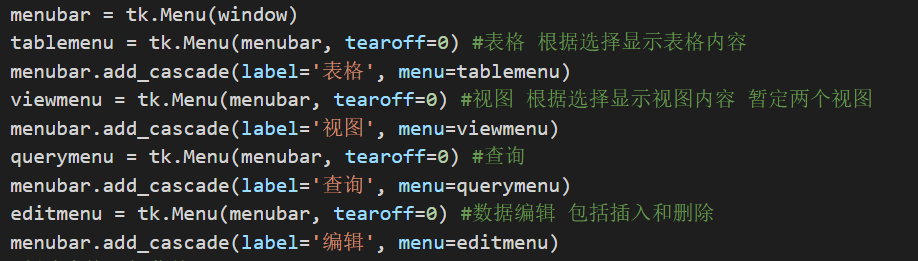 menubar = tk.Menu(window)
tablemenu = tk.Menu(menubar, tearoff=0) #表格 根据选择显示表格内容
menubar.add_cascade(label='表格', menu=tablemenu)
viewmenu = tk.Menu(menubar, tearoff=0) #视图 根据选择显示视图内容 暂定两个视图
menubar.add_cascade(label='视图', menu=viewmenu)
querymenu = tk.Menu(menubar, tearoff=0) #查询
menubar.add_cascade(label='查询', menu=querymenu)
editmenu = tk.Menu(menubar, tearoff=0) #数据编辑 包括插入和删除
menubar.add_cascade(label='编辑', menu=editmenu)